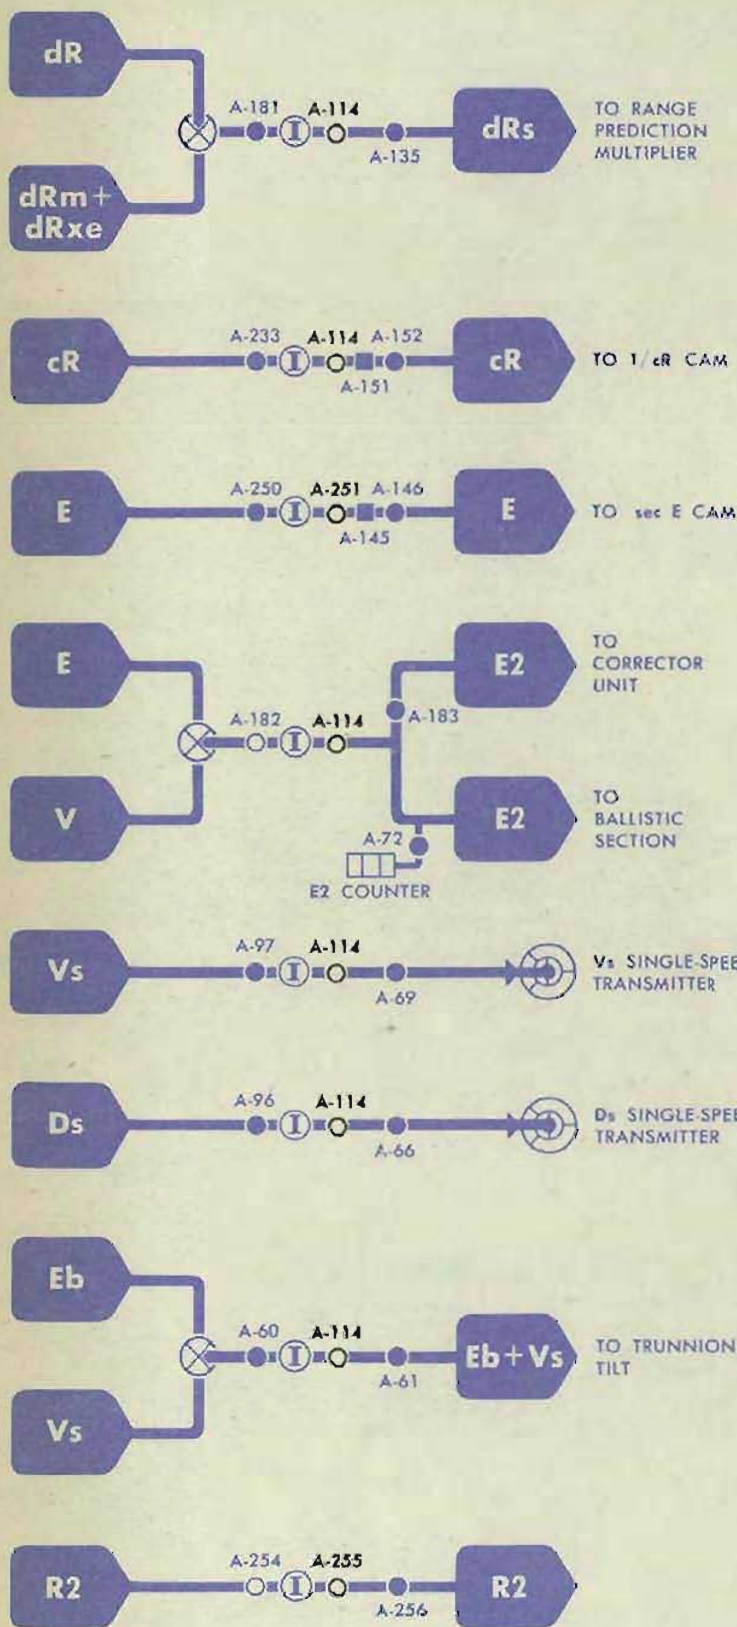 dR
A-181 A-114
A-135
dRs
TO RANGE
PREDICTION
MULTIPLIER
dRm+
dRxe
cR
A-233 A-114 A-152
A-151
cR
TO 1/cR CAM
E
A-250 A-251 A-146
A-145
E
TO sec E CAM
E
V
A-182 A-114
A-183
E2
TO
CORRECTOR
UNIT
E2
TO
BALLISTIC
SECTION
A-72
E2 COUNTER
Vs
A-97 A-114
A-69
Vs SINGLE-SPEE
TRANSMITTER
Ds
A-96 A-114
A-66
Ds SINGLE-SPEE
TRANSMITTER
Eb
Vs
A-60 A-114
A-61
Eb+Vs
TO TRUNNION
TILT
R2
A-254 A-255
A-256
R2